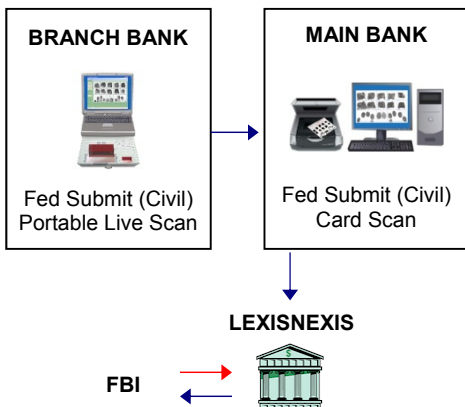 BRANCH BANK
Fed Submit (Civil)
Portable Live Scan
MAIN BANK
Fed Submit (Civil)
Card Scan
LEXISNEXIS
$
FBI